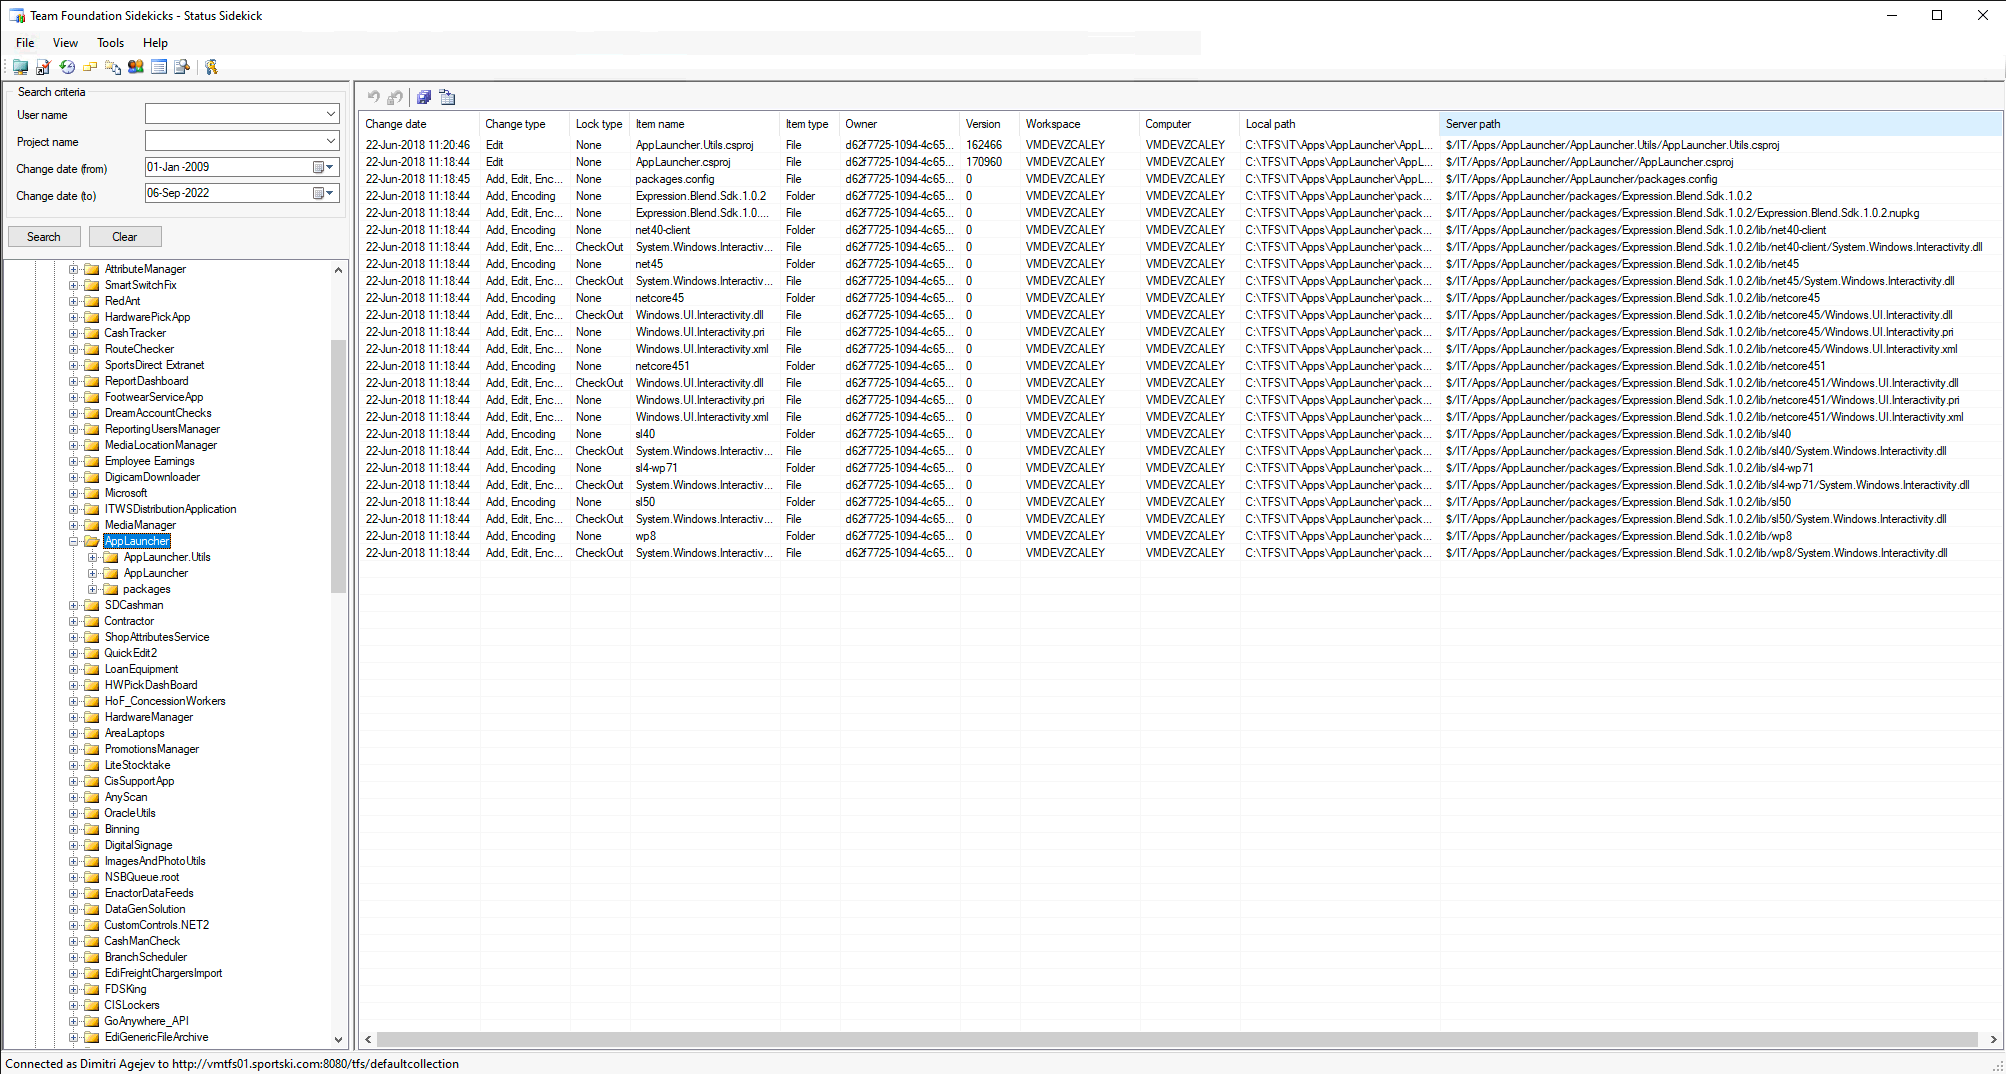 Team Foundation Sidekicks - Status Sidekick
File View Tools Help
Search criteria
User name
Project name
Change date (from) 01-Jan -2009
Change date (to) 06-Sep-2022
Search Clear
AttributeManager
SmartSwitchFix
RedAnt
HardwarePickApp
CashTracker
RouteChecker
SportsDirect Extranet
ReportDashboard
FootwearServiceApp
DreamAccountChecks
ReportingUsersManager
MediaLocationManager
Employee Earnings
DigicamDownloader
Microsoft
ITWSDistributionApplication
MediaManager
AppLauncher
AppLauncher.Utils
AppLauncher
packages
SDCashman
Contractor
ShopAttributesService
QuickEdit2
LoanEquipment
HWPickDashBoard
HoF_ConcessionWorkers
HardwareManager
AreaLaptops
PromotionsManager
LiteStocktake
CisSupportApp
AnyScan
OracleUtils
Binning
DigitalSignage
ImagesAndPhotoUtils
NSBQueue.root
EnactorDataFeeds
DataGenSolution
CustomControls.NET2
CashManCheck
BranchScheduler
EdiFreightChargersImport
FDSKing
CISLockers
GoAnywhere_API
EdiGenericFileArchive
Change date Change type Lock type Item name Item type Owner Version Workspace Computer Local path Server path
22-Jun-2018 11:20:46 Edit None AppLauncher.Utils.csproj File d62f7725-1094-4c65... 162466 VMDEVZCALEY VMDEVZCALEY C:\TFS\IT\Apps\AppLauncher\AppL... $/IT/Apps/AppLauncher/AppLauncher.Utils/AppLauncher.Utils.csproj
22-Jun-2018 11:18:44 Edit None AppLauncher.csproj File d62f7725-1094-4c65... 170960 VMDEVZCALEY VMDEVZCALEY C:\TFS\IT\Apps\AppLauncher\AppL... $/IT/Apps/AppLauncher/AppLauncher/AppLauncher.csproj
22-Jun-2018 11:18:45 Add, Edit, Enc... None packages.config File d62f7725-1094-4c65... 0 VMDEVZCALEY VMDEVZCALEY C:\TFS\IT\Apps\AppLauncher\AppL... $/IT/Apps/AppLauncher/AppLauncher/packages.config
22-Jun-2018 11:18:44 Add, Encoding None Expression.Blend.Sdk.1.0.2 Folder d62f7725-1094-4c65... 0 VMDEVZCALEY VMDEVZCALEY C:\TFS\IT\Apps\AppLauncher\pack... $/IT/Apps/AppLauncher/packages/Expression.Blend.Sdk.1.0.2
22-Jun-2018 11:18:44 Add, Edit, Enc... None Expression.Blend.Sdk.1.0.... File d62f7725-1094-4c65... 0 VMDEVZCALEY VMDEVZCALEY C:\TFS\IT\Apps\AppLauncher\pack... $/IT/Apps/AppLauncher/packages/Expression.Blend.Sdk.1.0.2/Expression.Blend.Sdk.1.0.2.nupkg
22-Jun-2018 11:18:44 Add, Encoding None net40-client Folder d62f7725-1094-4c65... 0 VMDEVZCALEY VMDEVZCALEY C:\TFS\IT\Apps\AppLauncher\pack... $/IT/Apps/AppLauncher/packages/Expression.Blend.Sdk.1.0.2/lib/net40-client
22-Jun-2018 11:18:44 Add, Edit, Enc... CheckOut System.Windows.Interactiv... File d62f7725-1094-4c65... 0 VMDEVZCALEY VMDEVZCALEY C:\TFS\IT\Apps\AppLauncher\pack... $/IT/Apps/AppLauncher/packages/Expression.Blend.Sdk.1.0.2/lib/net40-client/System.Windows.Interactivity.dll
22-Jun-2018 11:18:44 Add, Encoding None net45 Folder d62f7725-1094-4c65... 0 VMDEVZCALEY VMDEVZCALEY C:\TFS\IT\Apps\AppLauncher\pack... $/IT/Apps/AppLauncher/packages/Expression.Blend.Sdk.1.0.2/lib/net45
22-Jun-2018 11:18:44 Add, Edit, Enc... CheckOut System.Windows.Interactiv... File d62f7725-1094-4c65... 0 VMDEVZCALEY VMDEVZCALEY C:\TFS\IT\Apps\AppLauncher\pack... $/IT/Apps/AppLauncher/packages/Expression.Blend.Sdk.1.0.2/lib/net45/System.Windows.Interactivity.dll
22-Jun-2018 11:18:44 Add, Encoding None netcore45 Folder d62f7725-1094-4c65... 0 VMDEVZCALEY VMDEVZCALEY C:\TFS\IT\Apps\AppLauncher\pack... $/IT/Apps/AppLauncher/packages/Expression.Blend.Sdk.1.0.2/lib/netcore45
22-Jun-2018 11:18:44 Add, Edit, Enc... CheckOut Windows.UI.Interactivity.dll File d62f7725-1094-4c65... 0 VMDEVZCALEY VMDEVZCALEY C:\TFS\IT\Apps\AppLauncher\pack... $/IT/Apps/AppLauncher/packages/Expression.Blend.Sdk.1.0.2/lib/netcore45/Windows.UI.Interactivity.dll
22-Jun-2018 11:18:44 Add, Edit, Enc... None Windows.UI.Interactivity.pri File d62f7725-1094-4c65... 0 VMDEVZCALEY VMDEVZCALEY C:\TFS\IT\Apps\AppLauncher\pack... $/IT/Apps/AppLauncher/packages/Expression.Blend.Sdk.1.0.2/lib/netcore45/Windows.UI.Interactivity.pri
22-Jun-2018 11:18:44 Add, Edit, Enc... None Windows.UI.Interactivity.xml File d62f7725-1094-4c65... 0 VMDEVZCALEY VMDEVZCALEY C:\TFS\IT\Apps\AppLauncher\pack... $/IT/Apps/AppLauncher/packages/Expression.Blend.Sdk.1.0.2/lib/netcore45/Windows.UI.Interactivity.xml
22-Jun-2018 11:18:44 Add, Encoding None netcore451 Folder d62f7725-1094-4c65... 0 VMDEVZCALEY VMDEVZCALEY C:\TFS\IT\Apps\AppLauncher\pack... $/IT/Apps/AppLauncher/packages/Expression.Blend.Sdk.1.0.2/lib/netcore451
22-Jun-2018 11:18:44 Add, Edit, Enc... CheckOut Windows.UI.Interactivity.dll File d62f7725-1094-4c65... 0 VMDEVZCALEY VMDEVZCALEY C:\TFS\IT\Apps\AppLauncher\pack... $/IT/Apps/AppLauncher/packages/Expression.Blend.Sdk.1.0.2/lib/netcore451/Windows.UI.Interactivity.dll
22-Jun-2018 11:18:44 Add, Edit, Enc... None Windows.UI.Interactivity.pri File d62f7725-1094-4c65... 0 VMDEVZCALEY VMDEVZCALEY C:\TFS\IT\Apps\AppLauncher\pack... $/IT/Apps/AppLauncher/packages/Expression.Blend.Sdk.1.0.2/lib/netcore451/Windows.UI.Interactivity.pri
22-Jun-2018 11:18:44 Add, Edit, Enc... None Windows.UI.Interactivity.xml File d62f7725-1094-4c65... 0 VMDEVZCALEY VMDEVZCALEY C:\TFS\IT\Apps\AppLauncher\pack... $/IT/Apps/AppLauncher/packages/Expression.Blend.Sdk.1.0.2/lib/netcore451/Windows.UI.Interactivity.xml
22-Jun-2018 11:18:44 Add, Encoding None sl40 Folder d62f7725-1094-4c65... 0 VMDEVZCALEY VMDEVZCALEY C:\TFS\IT\Apps\AppLauncher\pack... $/IT/Apps/AppLauncher/packages/Expression.Blend.Sdk.1.0.2/lib/sl40
22-Jun-2018 11:18:44 Add, Edit, Enc... CheckOut System.Windows.Interactiv... File d62f7725-1094-4c65... 0 VMDEVZCALEY VMDEVZCALEY C:\TFS\IT\Apps\AppLauncher\pack... $/IT/Apps/AppLauncher/packages/Expression.Blend.Sdk.1.0.2/lib/sl40/System.Windows.Interactivity.dll
22-Jun-2018 11:18:44 Add, Encoding None sl4-wp71 Folder d62f7725-1094-4c65... 0 VMDEVZCALEY VMDEVZCALEY C:\TFS\IT\Apps\AppLauncher\pack... $/IT/Apps/AppLauncher/packages/Expression.Blend.Sdk.1.0.2/lib/sl4-wp71
22-Jun-2018 11:18:44 Add, Edit, Enc... CheckOut System.Windows.Interactiv... File d62f7725-1094-4c65... 0 VMDEVZCALEY VMDEVZCALEY C:\TFS\IT\Apps\AppLauncher\pack... $/IT/Apps/AppLauncher/packages/Expression.Blend.Sdk.1.0.2/lib/sl4-wp71/System.Windows.Interactivity.dll
22-Jun-2018 11:18:44 Add, Encoding None sl50 Folder d62f7725-1094-4c65... 0 VMDEVZCALEY VMDEVZCALEY C:\TFS\IT\Apps\AppLauncher\pack... $/IT/Apps/AppLauncher/packages/Expression.Blend.Sdk.1.0.2/lib/sl50
22-Jun-2018 11:18:44 Add, Edit, Enc... CheckOut System.Windows.Interactiv... File d62f7725-1094-4c65... 0 VMDEVZCALEY VMDEVZCALEY C:\TFS\IT\Apps\AppLauncher\pack... $/IT/Apps/AppLauncher/packages/Expression.Blend.Sdk.1.0.2/lib/sl50/System.Windows.Interactivity.dll
22-Jun-2018 11:18:44 Add, Encoding None wp8 Folder d62f7725-1094-4c65... 0 VMDEVZCALEY VMDEVZCALEY C:\TFS\IT\Apps\AppLauncher\pack... $/IT/Apps/AppLauncher/packages/Expression.Blend.Sdk.1.0.2/lib/wp8
22-Jun-2018 11:18:44 Add, Edit, Enc... CheckOut System.Windows.Interactiv... File d62f7725-1094-4c65... 0 VMDEVZCALEY VMDEVZCALEY C:\TFS\IT\Apps\AppLauncher\pack... $/IT/Apps/AppLauncher/packages/Expression.Blend.Sdk.1.0.2/lib/wp8/System.Windows.Interactivity.dll
Connected as Dimitri Agejev to http://vmtfs01.sportski.com:8080/tfs/defaultcollection